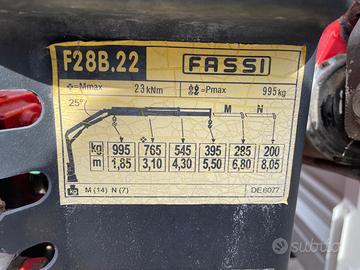 F28B.22 FASSI
Mmax 23 kNm Pmax 995 kg
25° M N
kg 995 765 545 395 285 200
m 1,85 3,10 4,30 5,50 6,80 8,05
kg M (14) N (7) DE6077
subito